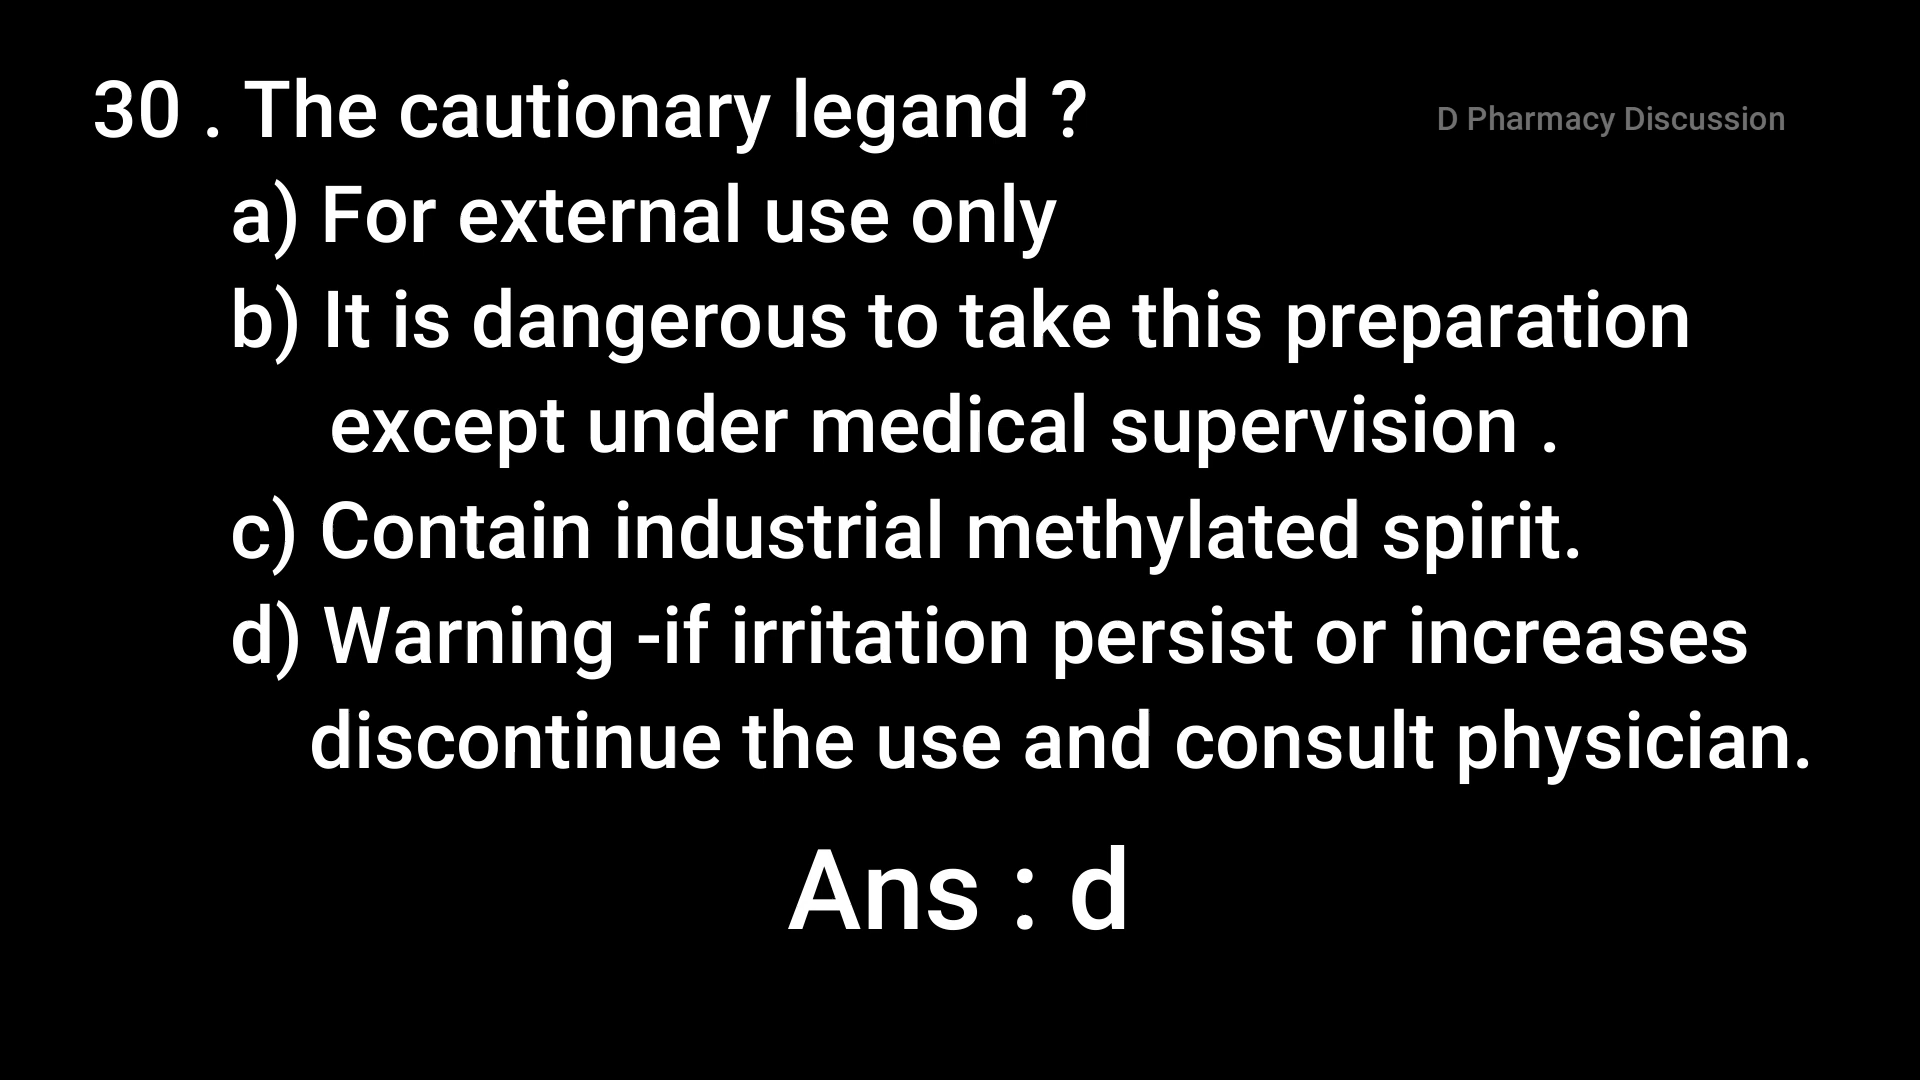 30 . The cautionary legand ?
D Pharmacy Discussion
a) For external use only
b) It is dangerous to take this preparation
except under medical supervision .
c) Contain industrial methylated spirit.
d) Warning -if irritation persist or increases
discontinue the use and consult physician.
Ans : d